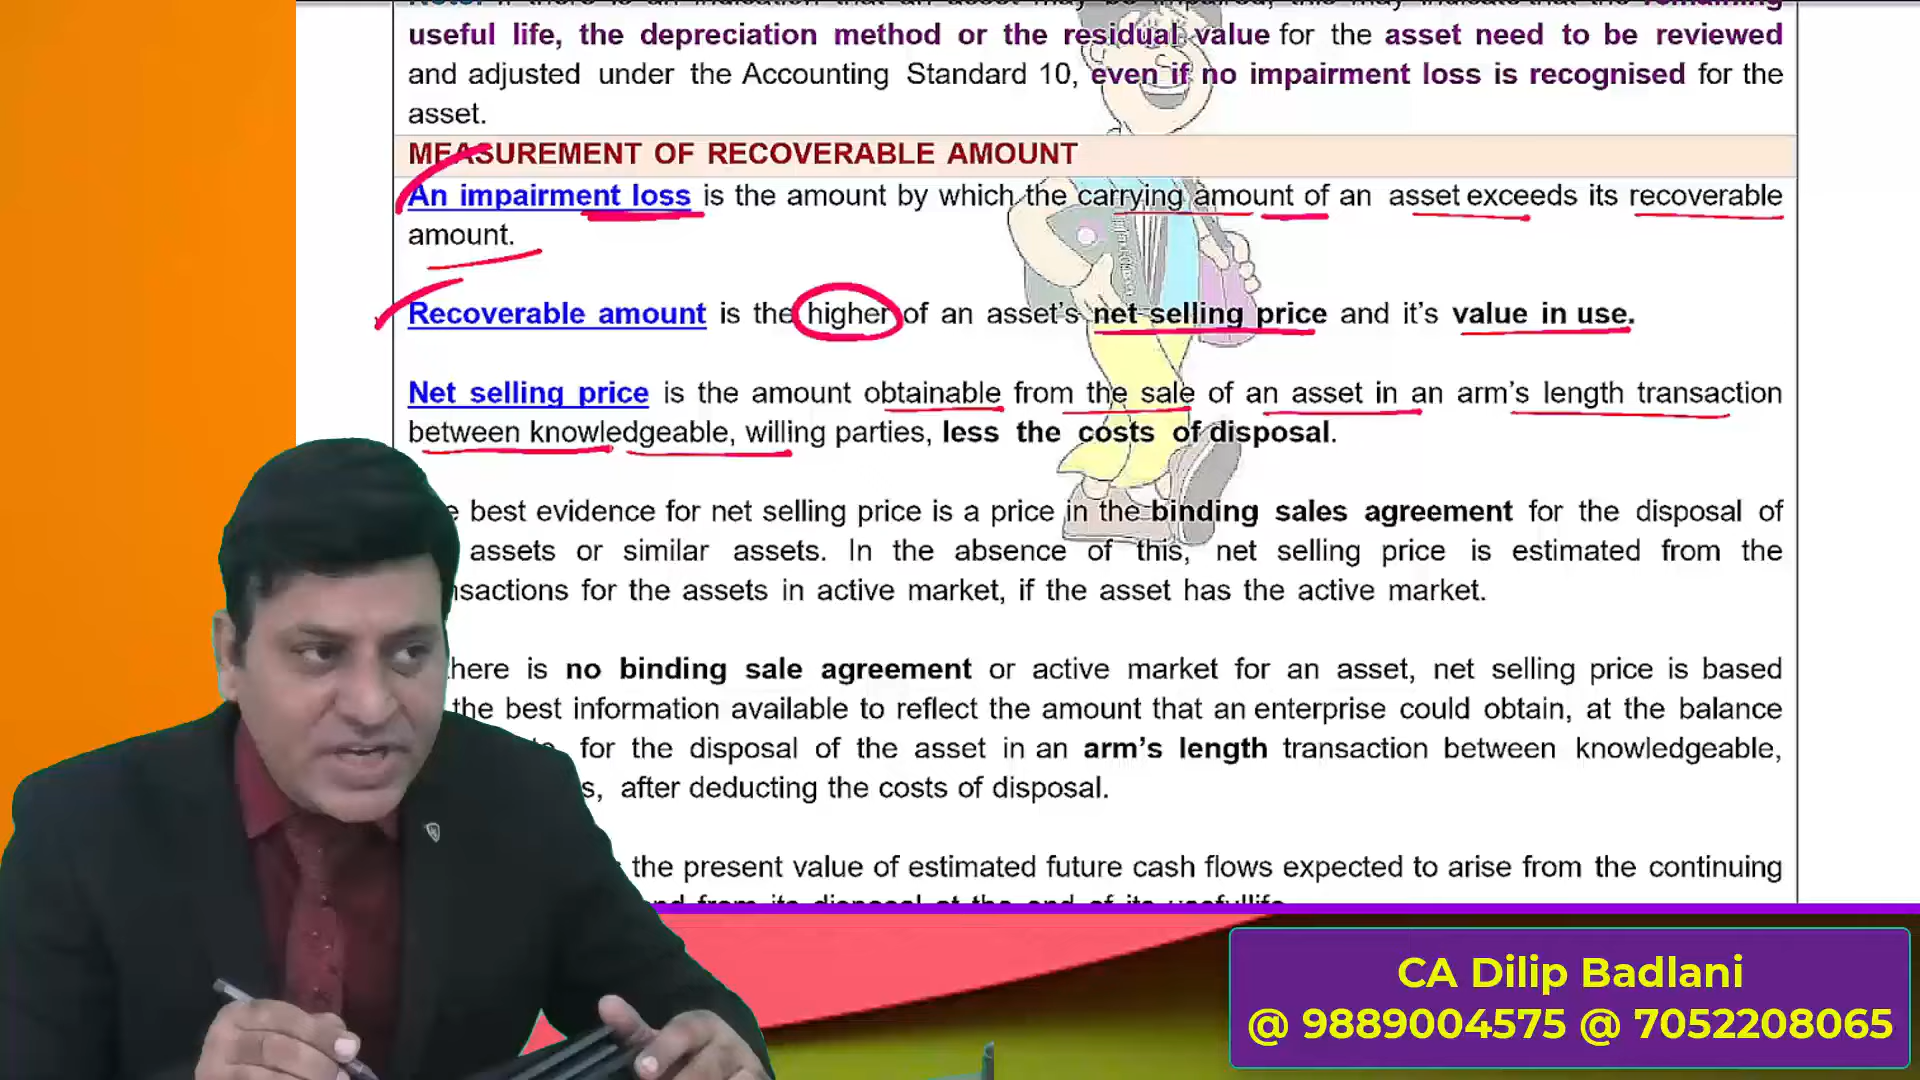 useful life, the depreciation method or the residual value for the asset need to be reviewed
and adjusted under the Accounting Standard 10, even if no impairment loss is recognised for the
asset.
MEASUREMENT OF RECOVERABLE AMOUNT
An impairment loss is the amount by which the carrying amount of an asset exceeds its recoverable
amount.
Recoverable amount is the higher of an asset's net selling price and it's value in use.
Net selling price is the amount obtainable from the sale of an asset in an arm's length transaction
between knowledgeable, willing parties, less the costs of disposal.
best evidence for net selling price is a price in the binding sales agreement for the disposal of
assets or similar assets. In the absence of this, net selling price is estimated from the
for the assets in active market, if the asset has the active market.
there is no binding sale agreement or active market for an asset, net selling price is based
the best information available to reflect the amount that an enterprise could obtain, at the balance
for the disposal of the asset in an arm's length transaction between knowledgeable,
after deducting the costs of disposal.
the present value of estimated future cash flows expected to arise from the continuing
and from its disposal at the end of its usefullife
CA Dilip Badlani
@ 9889004575 @ 7052208065